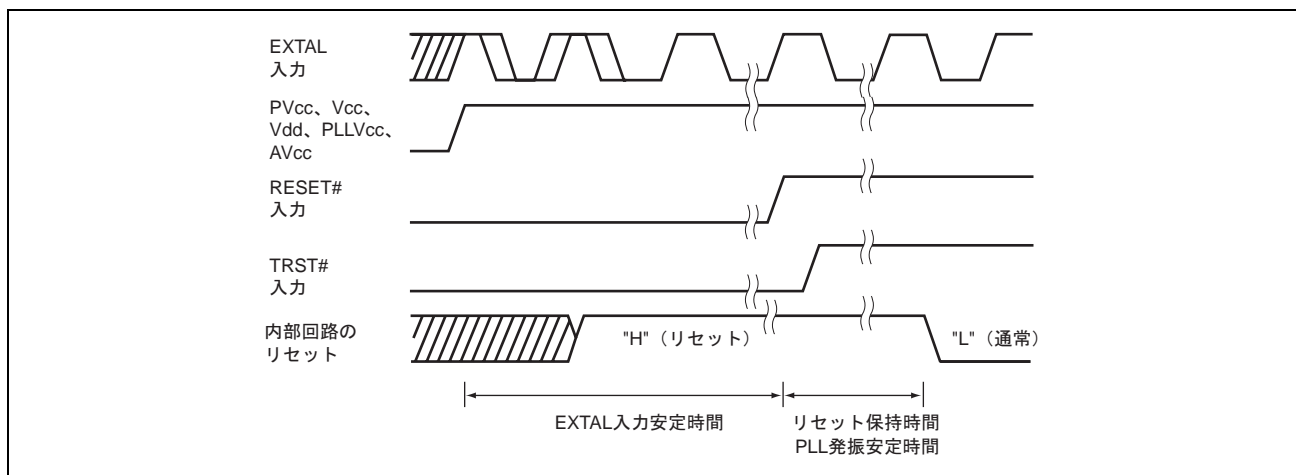 EXTAL
入力
PVcc、Vcc、
Vdd、PLLVcc、
AVcc
RESET#
入力
TRST#
入力
内部回路の
リセット
"H"（リセット）
"L"（通常）
EXTAL入力安定時間
リセット保持時間
PLL発振安定時間